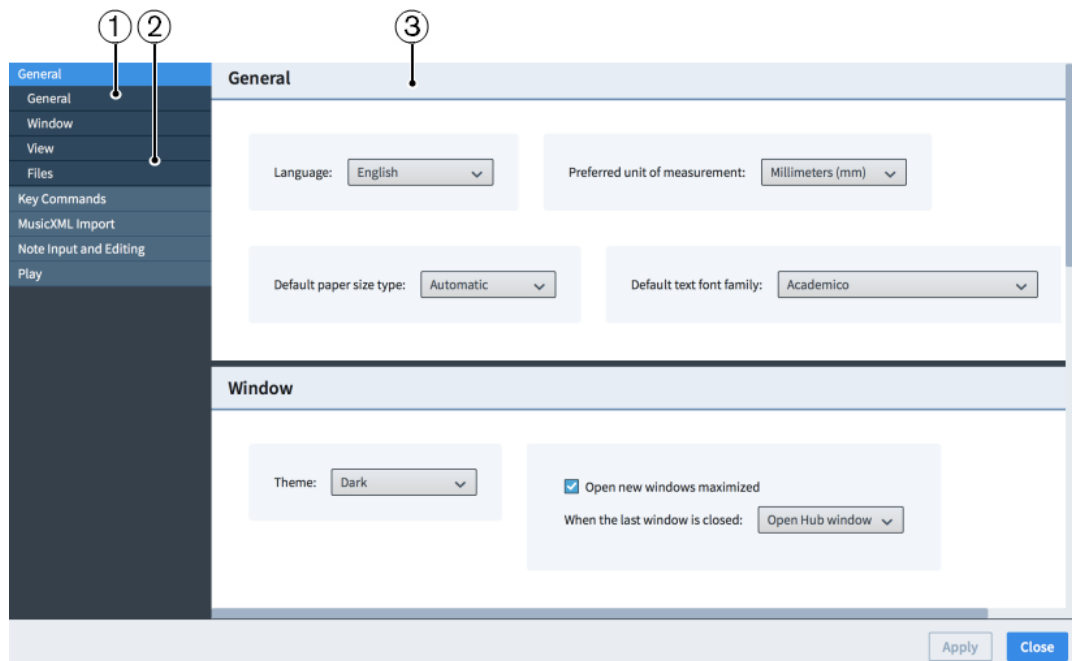 1 2 3
General
General
Window
View
Files
Key Commands
MusicXML Import
Note Input and Editing
Play
General
Language: English
Preferred unit of measurement: Millimeters (mm)
Default paper size type: Automatic
Default text font family: Academico
Window
Theme: Dark
Open new windows maximized
When the last window is closed: Open Hub window
Apply Close